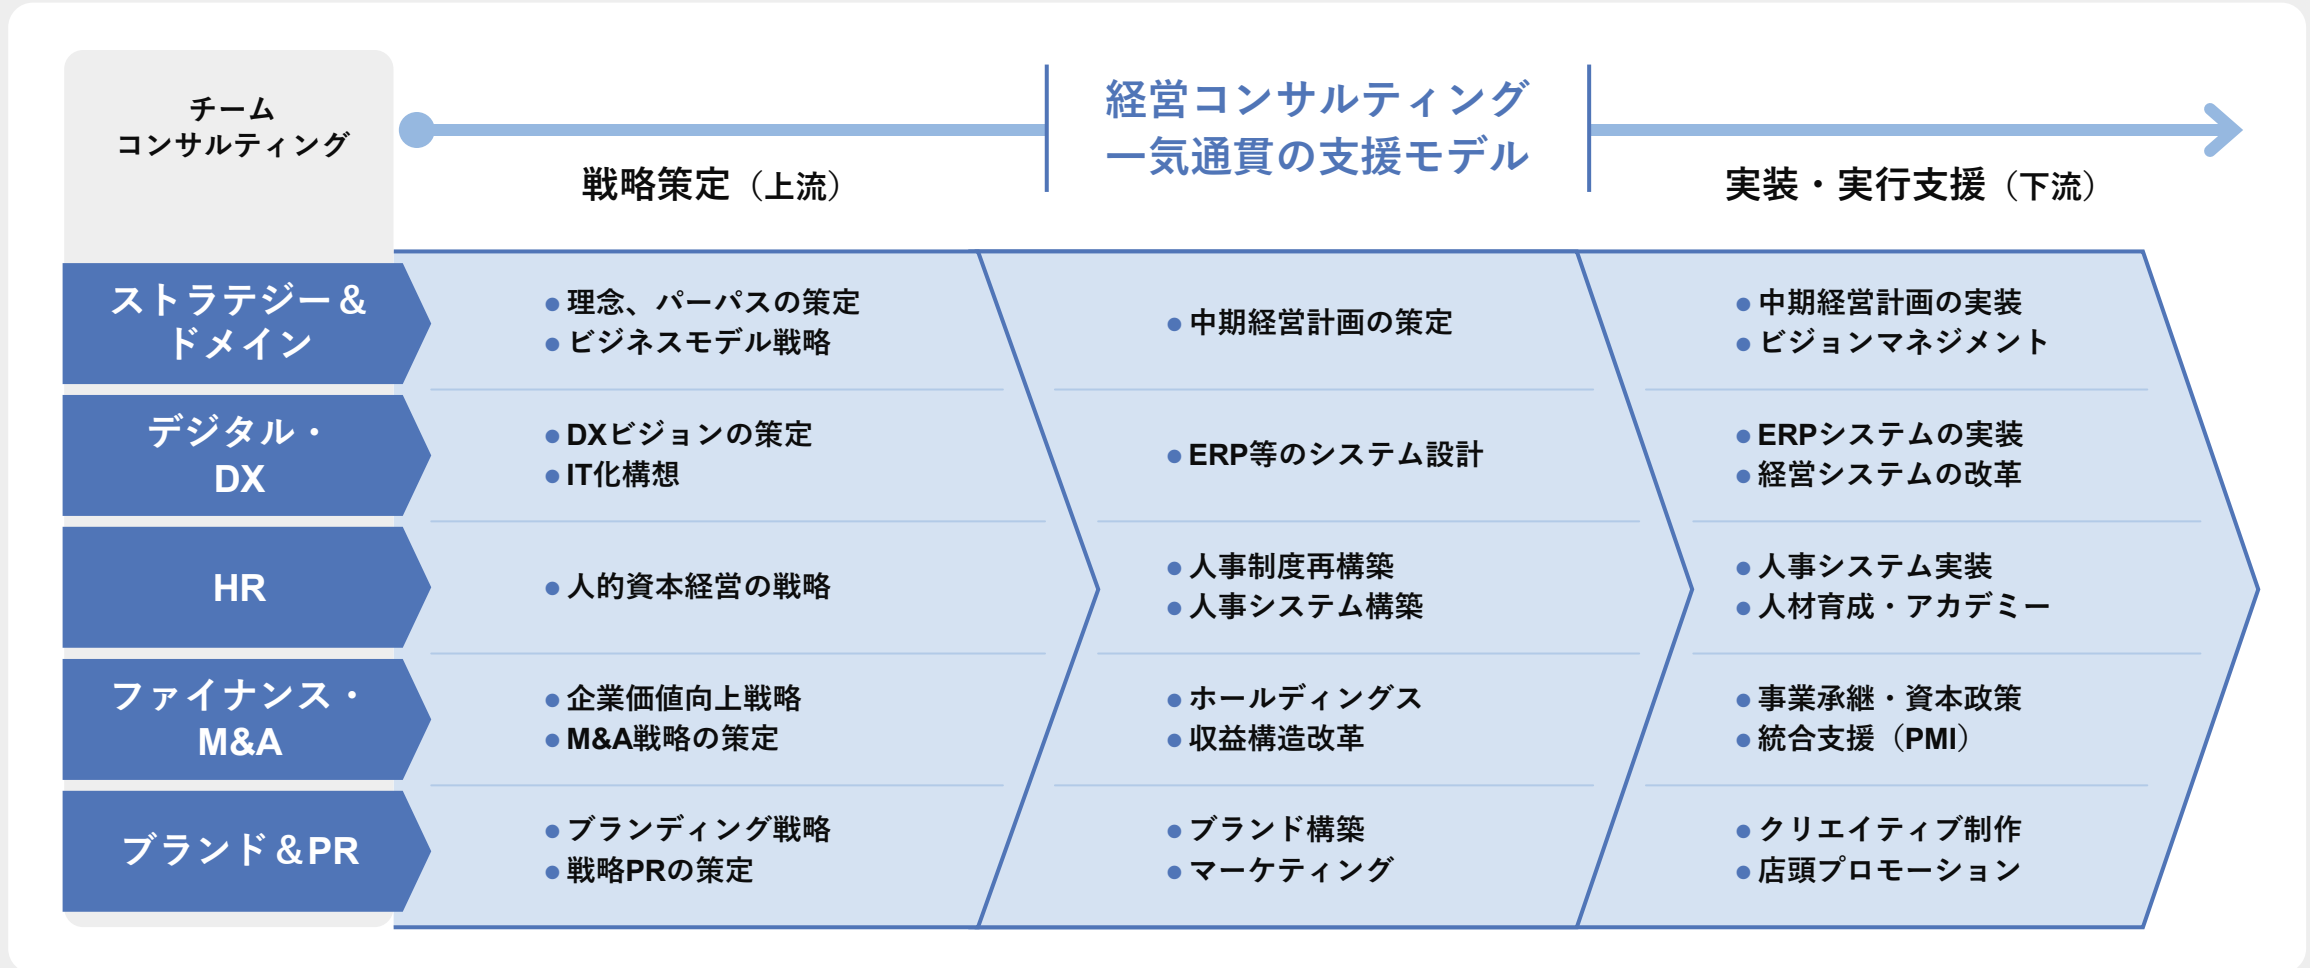 チーム
コンサルティング
経営コンサルティング
一気通貫の支援モデル
戦略策定（上流）
実装・実行支援（下流）
ストラテジー＆
ドメイン
●理念、パーパスの策定
●ビジネスモデル戦略
●中期経営計画の策定
●中期経営計画の実装
●ビジョンマネジメント
デジタル・
DX
●DXビジョンの策定
●IT化構想
●ERP等のシステム設計
●ERPシステムの実装
●経営システムの改革
HR
●人的資本経営の戦略
●人事制度再構築
●人事システム構築
●人事システム実装
●人材育成・アカデミー
ファイナンス・
M&A
●企業価値向上戦略
●M&A戦略の策定
●ホールディングス
●収益構造改革
●事業承継・資本政策
●統合支援（PMI）
ブランド＆PR
●ブランディング戦略
●戦略PRの策定
●ブランド構築
●マーケティング
●クリエイティブ制作
●店頭プロモーション